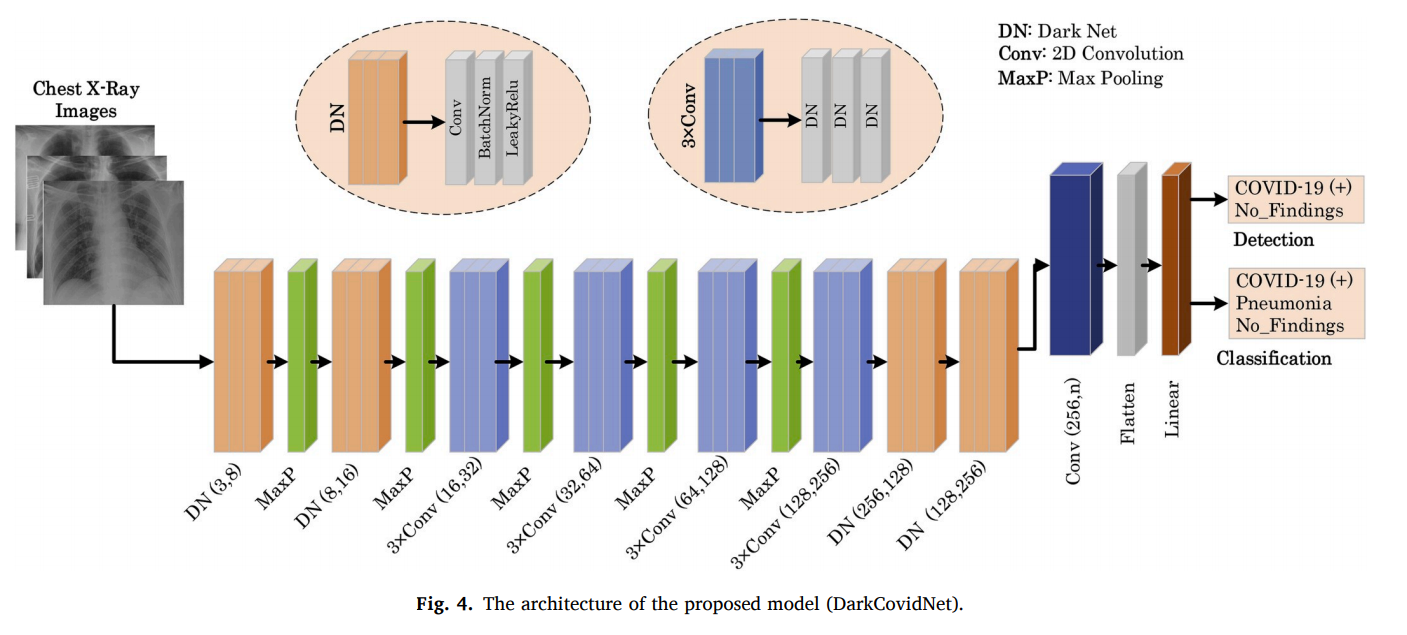 Chest X-Ray
Images
DN
Conv
BatchNorm
LeakyRelu
3×Conv
DN
DN
DN
DN: Dark Net
Conv: 2D Convolution
MaxP: Max Pooling
COVID-19 (+)
No_Findings
Detection
COVID-19 (+)
Pneumonia
No_Findings
Classification
DN (3,8)
MaxP
DN (8,16)
MaxP
3×Conv (16,32)
MaxP
3×Conv (32,64)
MaxP
3×Conv (64,128)
MaxP
3×Conv (128,256)
DN (256,128)
DN (128,256)
Conv (256,n)
Flatten
Linear
Fig. 4. The architecture of the proposed model (DarkCovidNet).